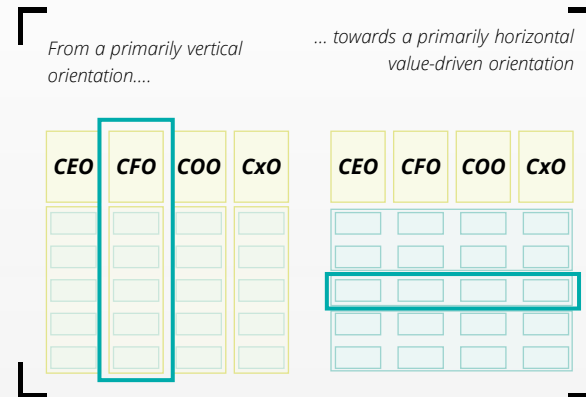 From a primarily vertical
orientation....
... towards a primarily horizontal
value-driven orientation
CEO CFO COO CxO
CEO CFO COO CxO